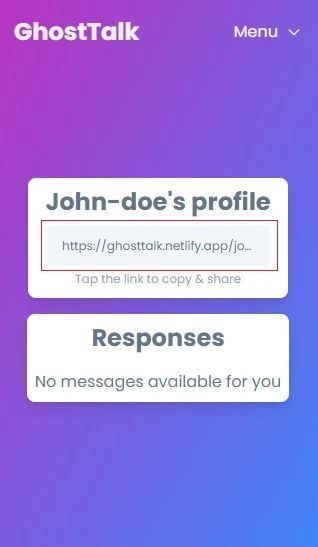 GhostTalk
Menu
John-doe's profile
https://ghosttalk.netlify.app/jo...
Tap the link to copy & share
Responses
No messages available for you